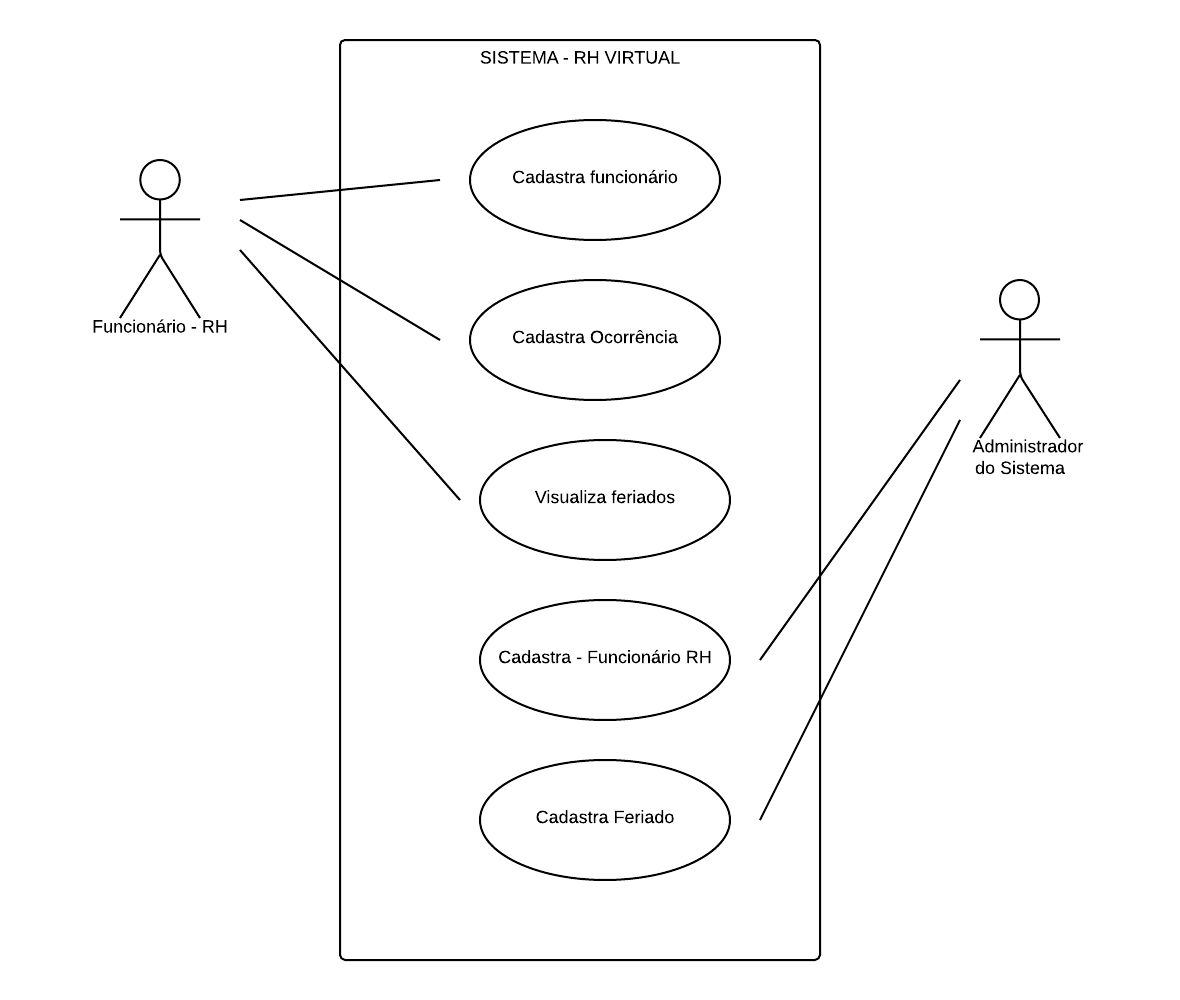 SISTEMA - RH VIRTUAL
Cadastra funcionário
Funcionário - RH
Cadastra Ocorrência
Administrador
do Sistema
Visualiza feriados
Cadastra - Funcionário RH
Cadastra Feriado